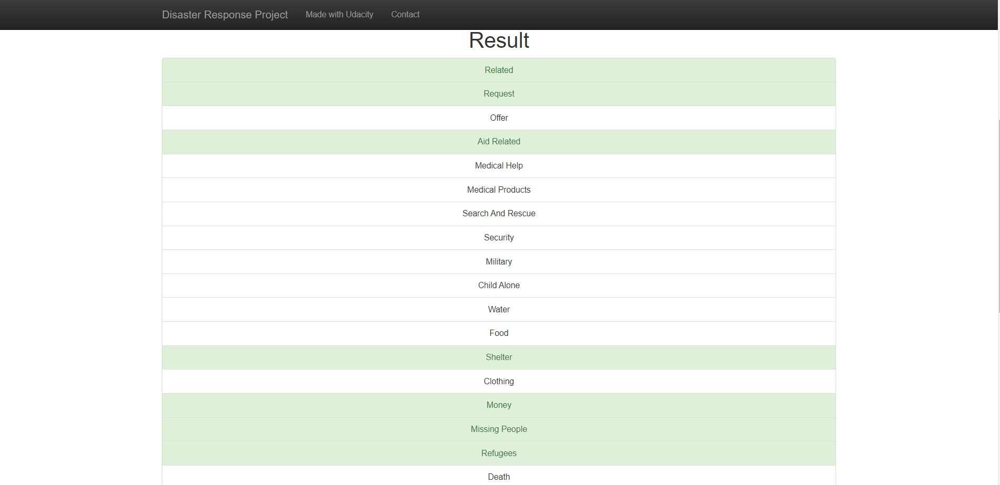 Disaster Response Project Made with Udacity Contact
Result
Related
Request
Offer
Aid Related
Medical Help
Medical Products
Search And Rescue
Security
Military
Child Alone
Water
Food
Shelter
Clothing
Money
Missing People
Refugees
Death